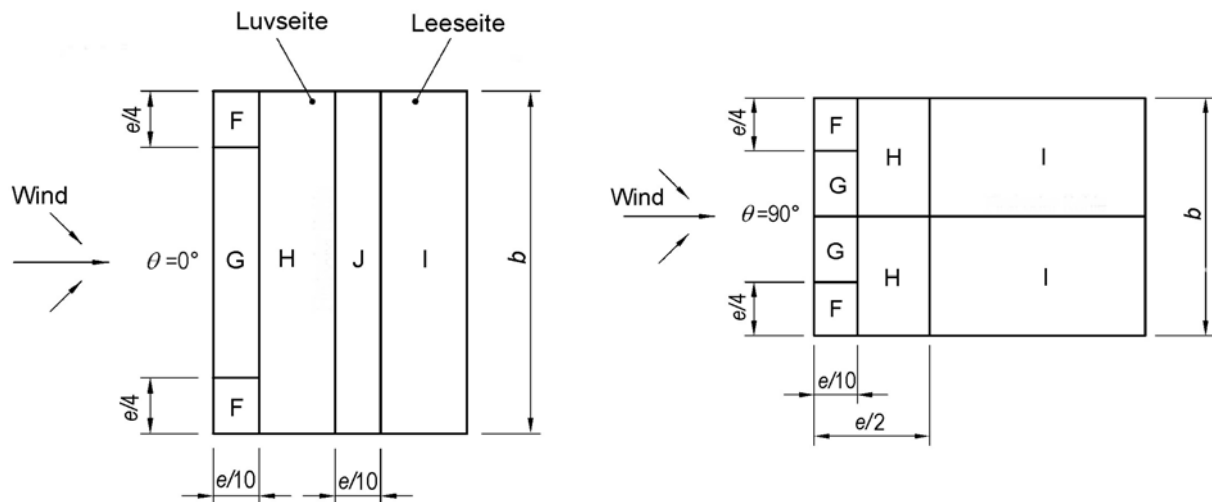 Luvseite
Leeseite
e/4
F
Wind
θ=0°
G
H
J
I
b
e/4
F
e/10
e/10
e/4
F
H
I
Wind
G
θ=90°
b
G
H
I
e/4
F
e/10
e/2